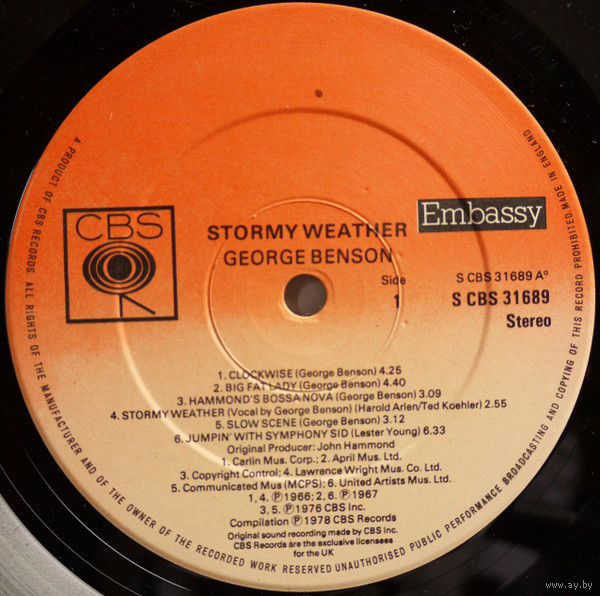 A PRODUCT OF CBS RECORDS. ALL RIGHTS OF THE MANUFACTURER AND OF THE OWNER OF THE RECORDED WORK RESERVED UNAUTHORISED PUBLIC PERFORMANCE BROADCASTING AND COPYING OF THIS RECORD PROHIBITED. MADE IN ENGLAND
CBS
Embassy
STORMY WEATHER
GEORGE BENSON
Side
1
S CBS 31689 Aº
S CBS 31689
Stereo
1. CLOCKWISE (George Benson) 4.25
2. BIG FAT LADY (George Benson) 4.40
3. HAMMOND'S BOSSA NOVA (George Benson) 3.09
4. STORMY WEATHER (Vocal by George Benson) (Harold Arlen/Ted Koehler) 2.55
5. SLOW SCENE (George Benson) 3.12
6. JUMPIN' WITH SYMPHONY SID (Lester Young) 6.33
Original Producer: John Hammond
1. Carlin Mus. Corp.; 2. April Mus. Ltd.
3. Copyright Control; 4. Lawrence Wright Mus. Co. Ltd.
5. Communicated Mus (MCPS); 6. United Artists Mus. Ltd.
1, 4. ℗ 1966; 2, 6. ℗ 1967
3, 5. ℗ 1976 CBS Inc.
Compilation ℗ 1978 CBS Records
Original sound recording made by CBS Inc.
CBS Records are the exclusive licensees
for the UK
www.ay.by